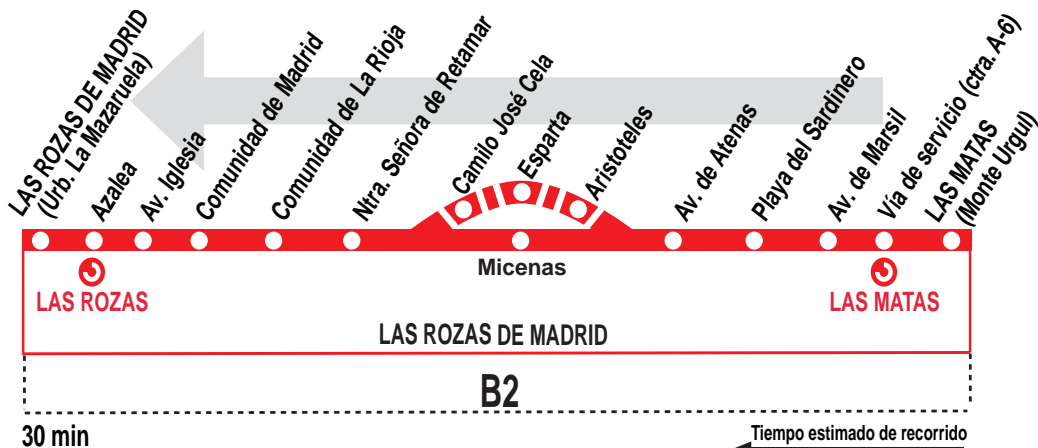 LAS ROZAS DE MADRID
(Urb. La Mazaruela)
Azalea
Av. Iglesia
Comunidad de Madrid
Comunidad de La Rioja
Ntra. Señora de Retamar
Camilo José Cela
Esparta
Aristoteles
Av. de Atenas
Playa del Sardinero
Av. de Marsil
Vía de servicio (ctra. A-6)
LAS MATAS
(Monte Urgul)
Micenas
LAS ROZAS
LAS MATAS
LAS ROZAS DE MADRID
B2
30 min
Tiempo estimado de recorrido